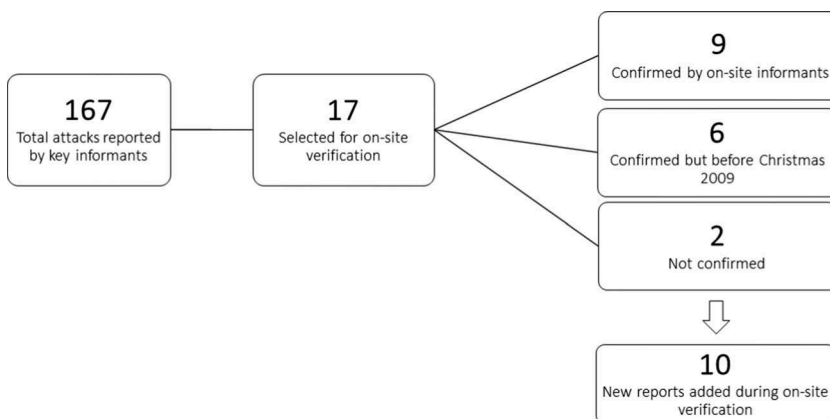 167
Total attacks reported
by key informants
17
Selected for on-site
verification
9
Confirmed by on-site informants
6
Confirmed but before Christmas
2009
2
Not confirmed
10
New reports added during on-site
verification